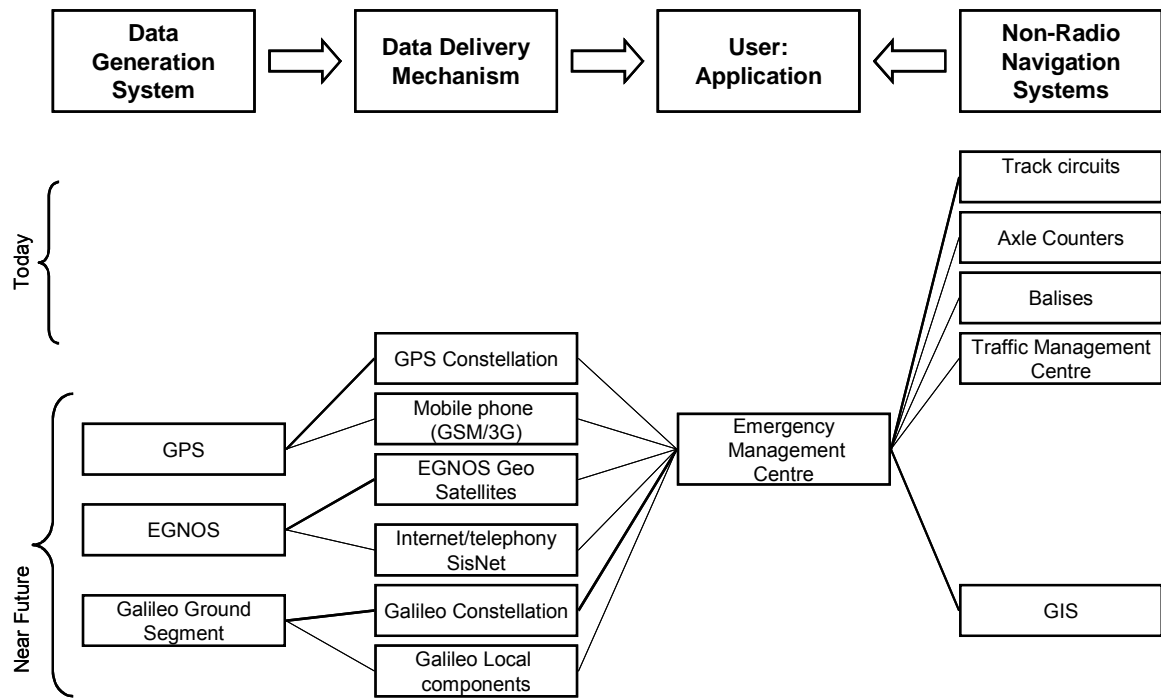 Data
Generation
System
Data Delivery
Mechanism
User:
Application
Non-Radio
Navigation
Systems
Today
Track circuits
Axle Counters
Balises
Traffic Management
Centre
Near Future
GPS
EGNOS
Galileo Ground
Segment
GPS Constellation
Mobile phone
(GSM/3G)
EGNOS Geo
Satellites
Internet/telephony
SisNet
Galileo Constellation
Galileo Local
components
Emergency
Management
Centre
GIS